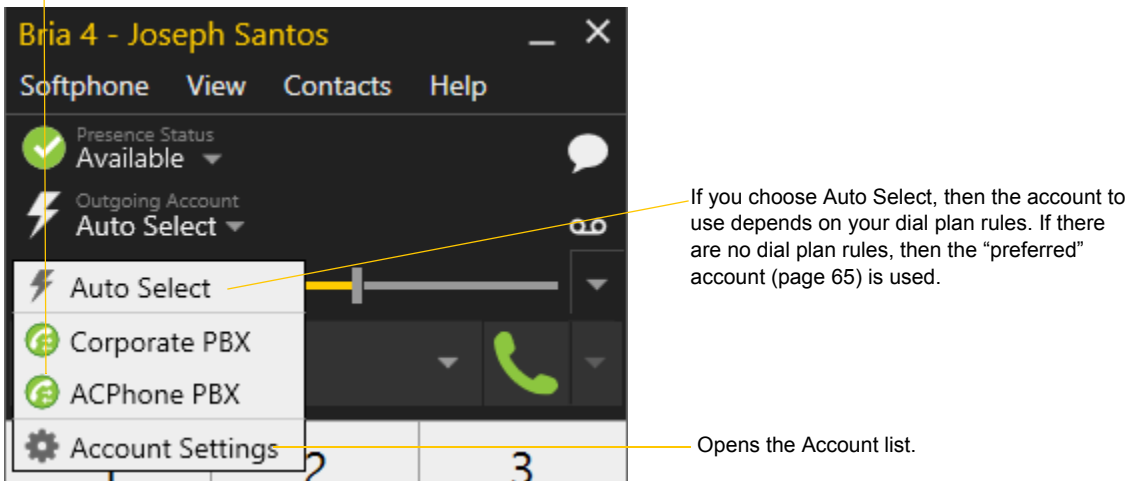 Bria 4 - Joseph Santos
Softphone View Contacts Help
Presence Status
Available
Outgoing Account
Auto Select
Auto Select
Corporate PBX
ACPhone PBX
Account Settings
2 3
If you choose Auto Select, then the account to
use depends on your dial plan rules. If there
are no dial plan rules, then the “preferred”
account (page 65) is used.
Opens the Account list.